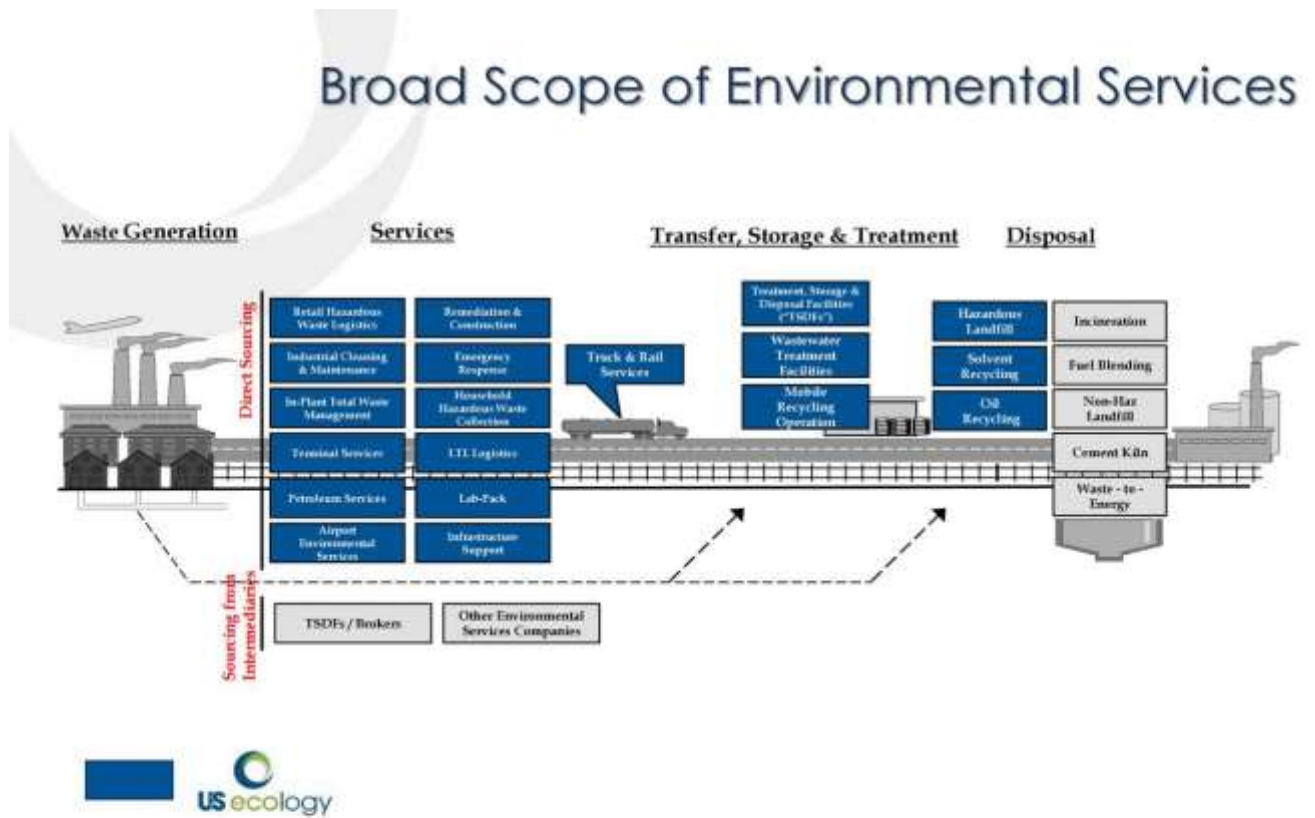 Broad Scope of Environmental Services
Waste Generation
Services
Transfer, Storage & Treatment
Disposal
Direct Sourcing
Retail Hazardous
Waste Logistics
Industrial Cleaning
& Maintenance
In-Plant Total Waste
Management
Terminal Services
Petroleum Services
Airport
Environmental
Services
Remediation &
Construction
Emergency
Response
Household
Hazardous Waste
Collection
LTL Logistics
Lab-Pack
Infrastructure
Support
Truck & Rail
Services
Treatment, Storage &
Disposal Facilities
("TSDFs")
Wastewater
Treatment
Facilities
Mobile
Recycling
Operation
Hazardous
Landfill
Solvent
Recycling
Oil
Recycling
Incineration
Fuel Blending
Non-Haz
Landfill
Cement Kiln
Waste - to -
Energy
Sourcing from
Intermediaries
TSDFs / Brokers
Other Environmental
Services Companies
US ecology